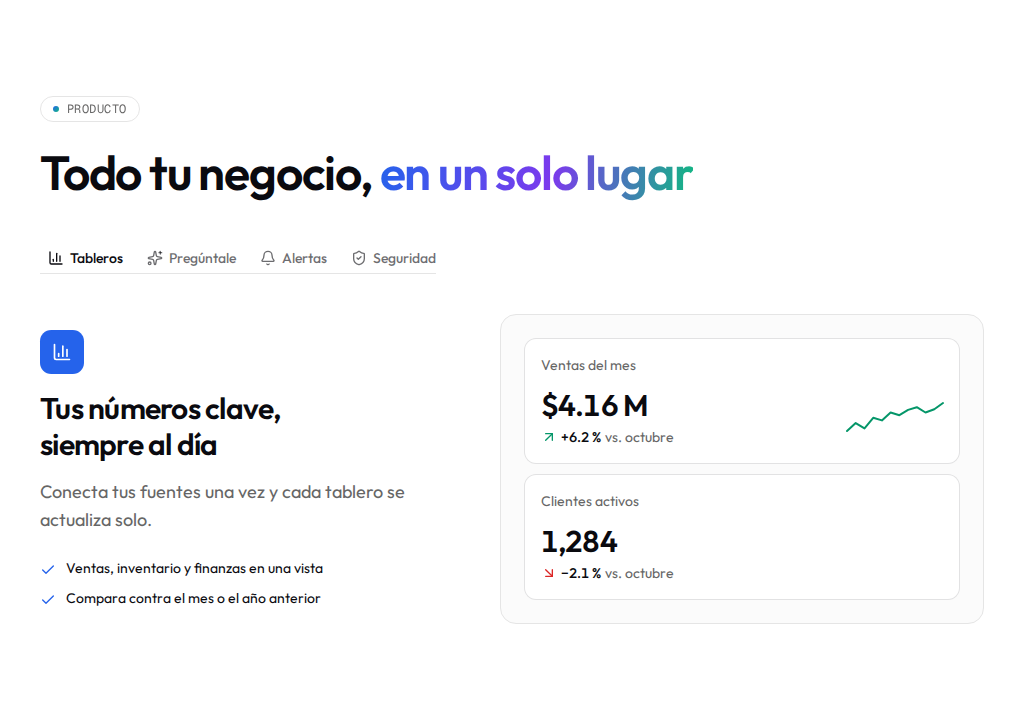 PRODUCTO
Todo tu negocio, en un solo lugar
Tableros
Pregúntale
Alertas
Seguridad
Tus números clave,
siempre al día
Conecta tus fuentes una vez y cada tablero se
actualiza solo.
Ventas, inventario y finanzas en una vista
Compara contra el mes o el año anterior
Ventas del mes
$4.16 M
+6.2 % vs. octubre
Clientes activos
1,284
−2.1 % vs. octubre